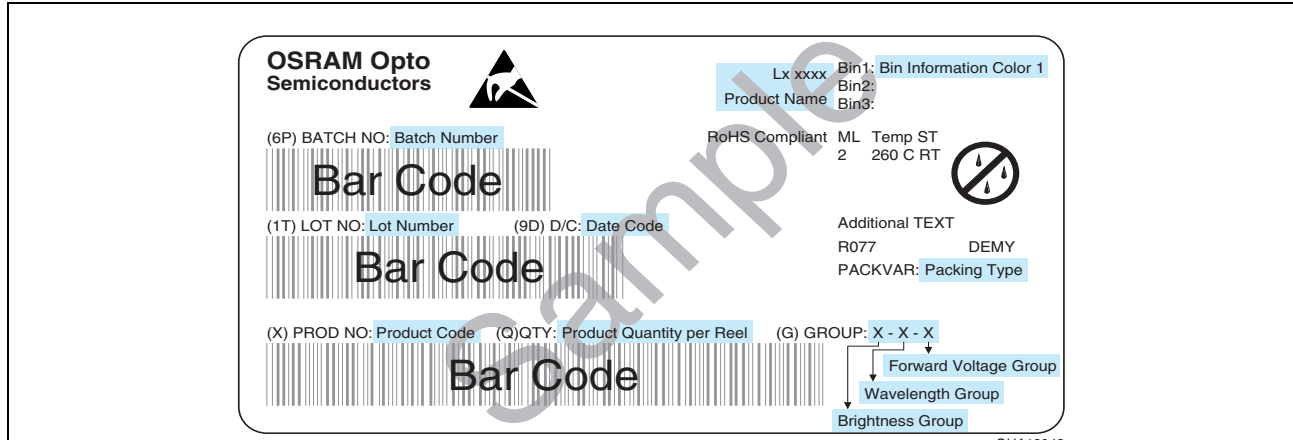 OSRAM Opto
Semiconductors
Lx xxxx
Product Name
Bin1: Bin Information Color 1
Bin2:
Bin3:
(6P) BATCH NO: Batch Number
RoHS Compliant ML Temp ST
2 260 C RT
Bar Code
(1T) LOT NO: Lot Number (9D) D/C: Date Code
Additional TEXT
R077 DEMY
PACKVAR: Packing Type
Bar Code
(X) PROD NO: Product Code (Q)QTY: Product Quantity per Reel (G) GROUP: X - X - X
Bar Code
Forward Voltage Group
Wavelength Group
Brightness Group
Sample